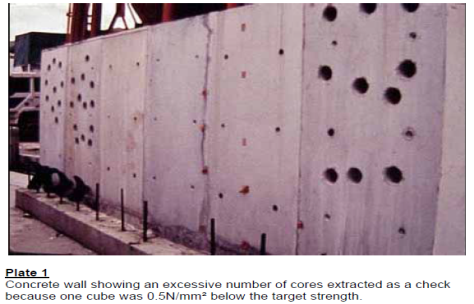 Plate 1
Concrete wall showing an excessive number of cores extracted as a check
because one cube was 0.5N/mm² below the target strength.